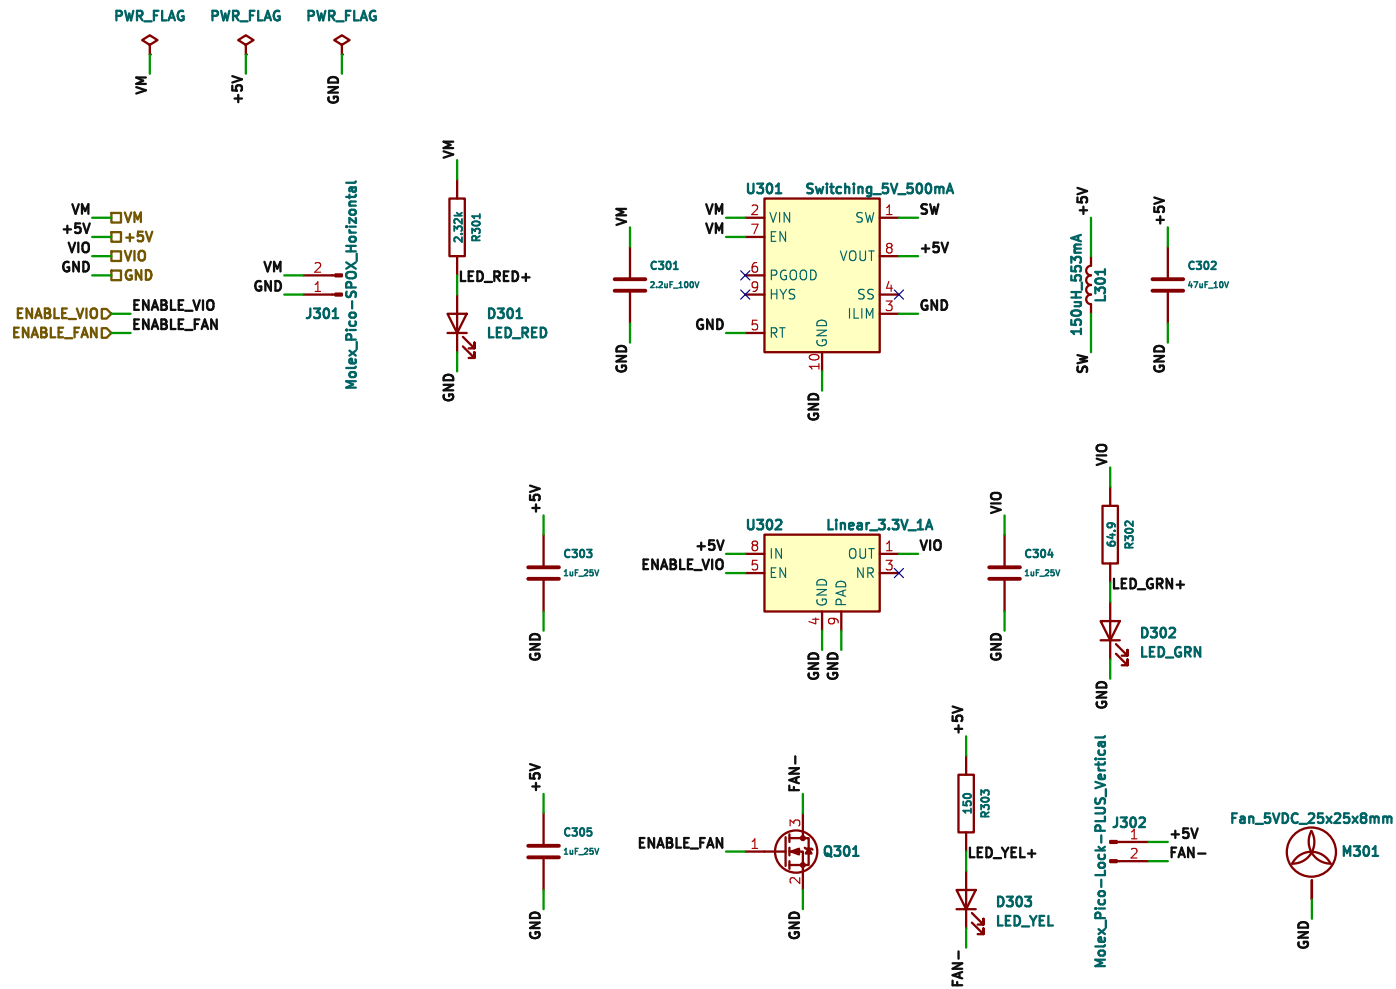 PWR_FLAG PWR_FLAG PWR_FLAG
VM +5V GND
VM VM
+5V +5V
VIO VIO
GND GND
ENABLE_VIO ENABLE_VIO
ENABLE_FAN ENABLE_FAN
VM 2
GND 1
J301
Molex_Pico-SPOX_Horizontal
VM
2.32k
R301
LED_RED+
D301
LED_RED
GND
VM
C301
2.2uF_100V
GND
U301 Switching_5V_500mA
VM 2 VIN SW 1 SW
VM 7 EN
VOUT 8 +5V
6 PGOOD
9 HYS SS 4
ILIM 3 GND
GND 5 RT
GND
10
GND
+5V
150uH_553mA
L301
SW
+5V
C302
47uF_10V
GND
+5V
C303
1uF_25V
GND
U302 Linear_3.3V_1A
+5V 8 IN OUT 1 VIO
ENABLE_VIO 5 EN NR 3
GND PAD
4 9
GND GND
VIO
C304
1uF_25V
GND
VIO
64.9
R302
LED_GRN+
D302
LED_GRN
GND
+5V
C305
1uF_25V
GND
FAN-
3
ENABLE_FAN 1
Q301
2
GND
+5V
150
R303
LED_YEL+
D303
LED_YEL
FAN-
Molex_Pico-Lock-PLUS_Vertical
J302
1 +5V
2 FAN-
Fan_5VDC_25x25x8mm
M301
GND